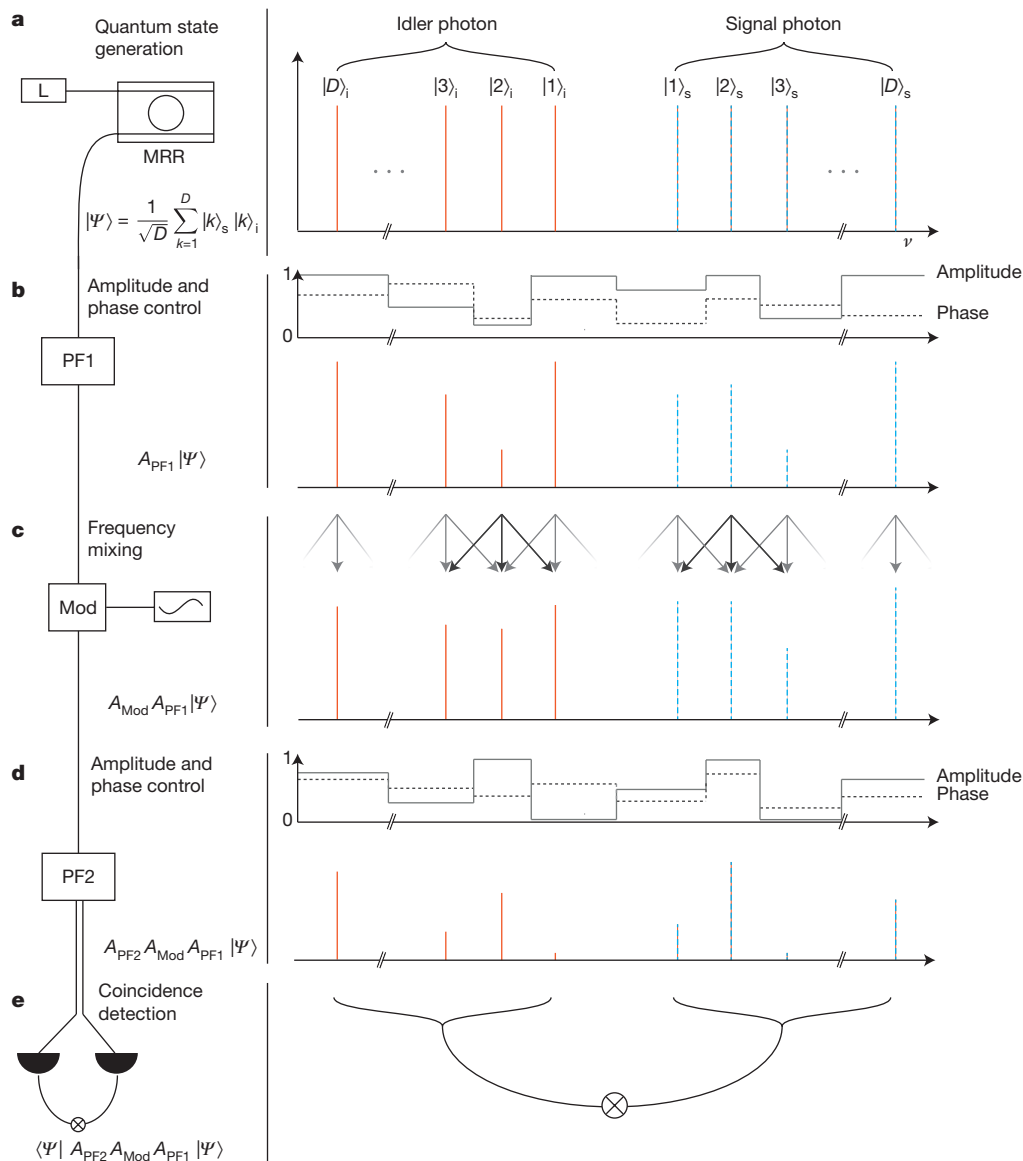 a
Quantum state
generation
L
MRR
|Ψ⟩ = 1/√D ∑ k=1 D |k⟩s |k⟩i
Idler photon
Signal photon
|D⟩i |3⟩i |2⟩i |1⟩i |1⟩s |2⟩s |3⟩s |D⟩s
. . . . . .
ν
b
Amplitude and
phase control
PF1
A_PF1 |Ψ⟩
1
0
Amplitude
Phase
c
Frequency
mixing
Mod
A_Mod A_PF1 |Ψ⟩
d
Amplitude and
phase control
PF2
A_PF2 A_Mod A_PF1 |Ψ⟩
1
0
Amplitude
Phase
e
Coincidence
detection
⟨Ψ| A_PF2 A_Mod A_PF1 |Ψ⟩